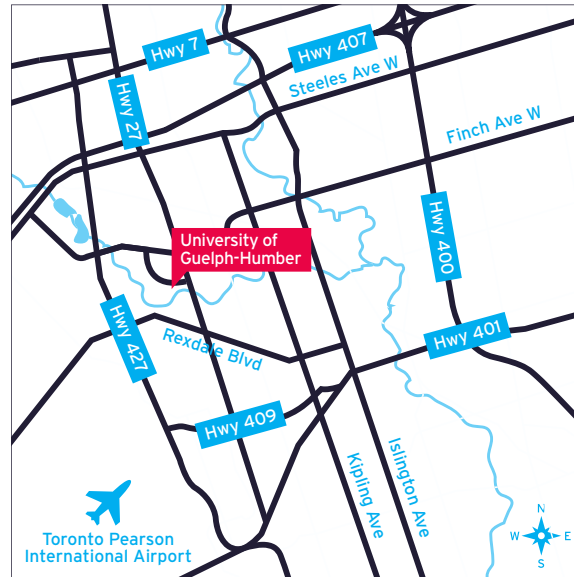 Hwy 7
Hwy 407
Steeles Ave W
Hwy 27
Finch Ave W
Hwy 400
University of
Guelph-Humber
Hwy 427
Rexdale Blvd
Hwy 401
Hwy 409
Kipling Ave
Islington Ave
Toronto Pearson
International Airport
N
W E
S